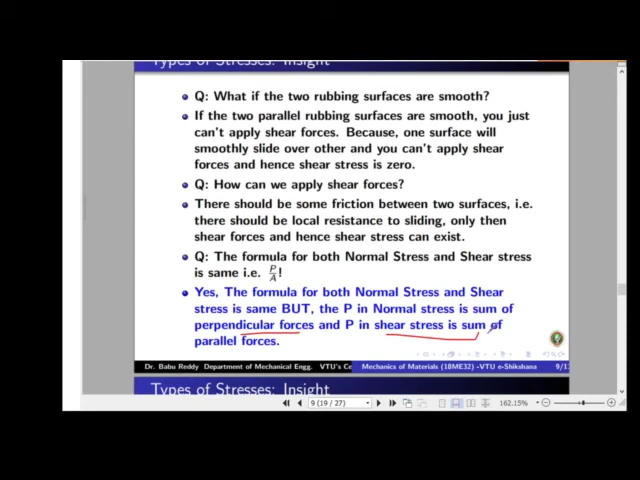 Types of Stresses: Insight
Q: What if the two rubbing surfaces are smooth?
If the two parallel rubbing surfaces are smooth, you just
can't apply shear forces. Because, one surface will
smoothly slide over other and you can't apply shear
forces and hence shear stress is zero.
Q: How can we apply shear forces?
There should be some friction between two surfaces, i.e.
there should be local resistance to sliding, only then
shear forces and hence shear stress can exist.
Q: The formula for both Normal Stress and Shear stress
is same i.e. P/A!
Yes, The formula for both Normal Stress and Shear
stress is same BUT, the P in Normal stress is sum of
perpendicular forces and P in shear stress is sum of
parallel forces.
Dr. Babu Reddy Department of Mechanical Engg. VTU's Ce Mechanics of Materials (18ME32) -VTU e-Shikshana 9/1
Types of Stresses: Insight
9 (19 / 27) 162.15%